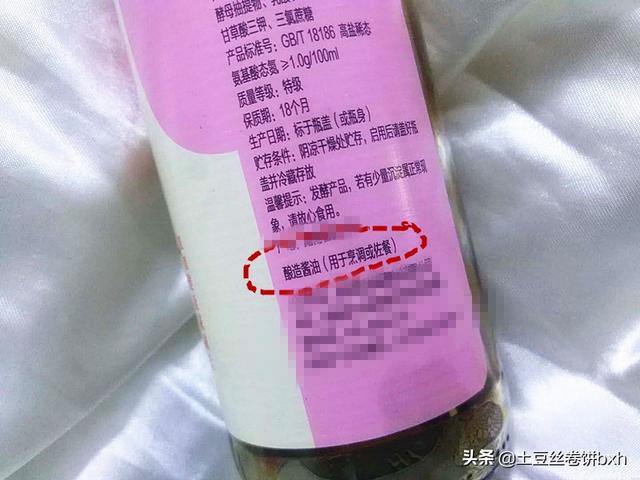 酵母抽提物、
甘草酸三钾、三氯蔗糖
产品标准号：GB/T 18186 高盐稀态
氨基酸态氮≥1.0g/100ml
质量等级：特级
保质期：18个月
生产日期：标于瓶盖（或瓶身）
贮存条件：阴凉干燥处贮存，启用后请盖好瓶
盖并冷藏存放
温馨提示：发酵产品，若有少量沉淀属正常现
象，请放心食用。
酿造酱油（用于烹调或佐餐）
头条 @土豆丝卷饼bxh